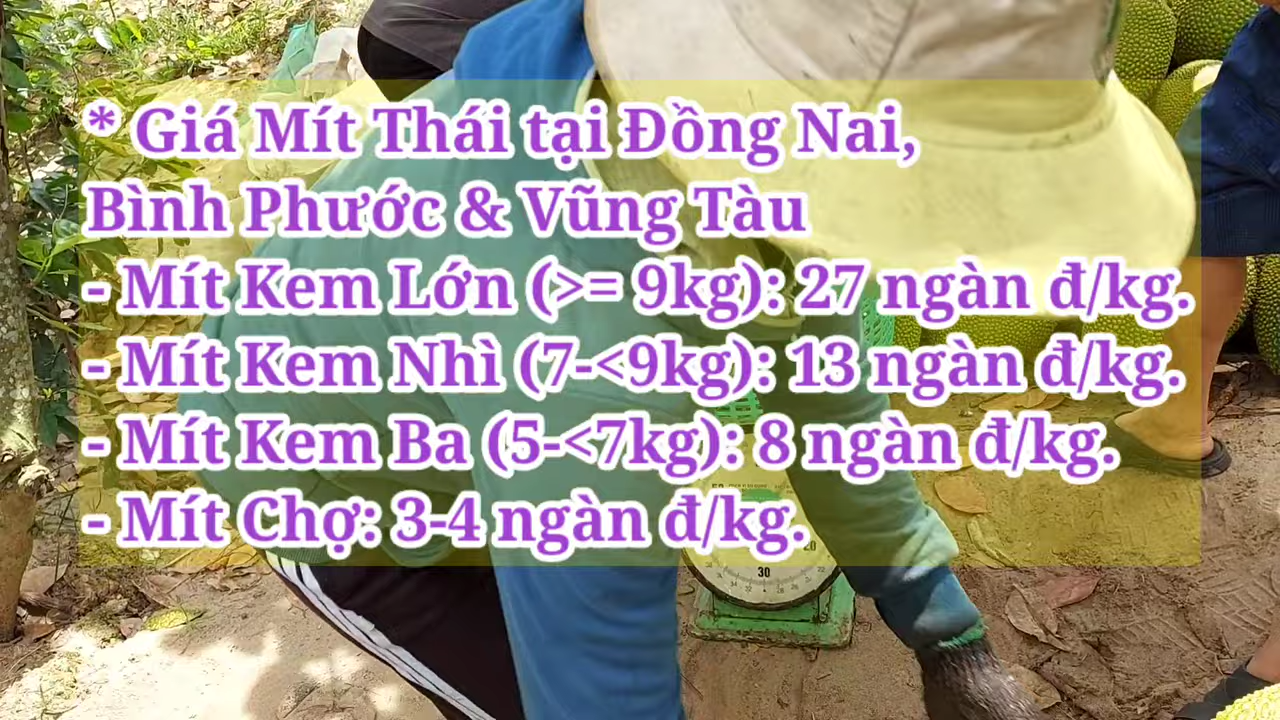 * Giá Mít Thái tại Đồng Nai,
Bình Phước & Vũng Tàu
- Mít Kem Lớn (>= 9kg): 27 ngàn đ/kg.
- Mít Kem Nhì (7-<9kg): 13 ngàn đ/kg.
- Mít Kem Ba (5-<7kg): 8 ngàn đ/kg.
- Mít Chợ: 3-4 ngàn đ/kg.
20
30